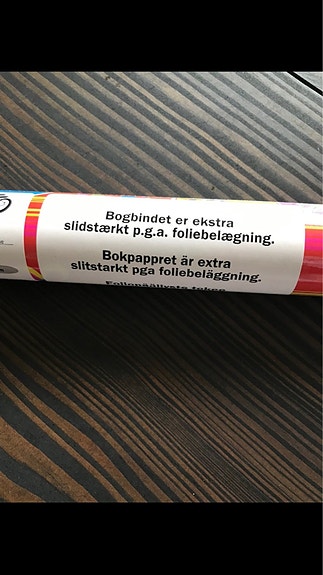 Bogbindet er ekstra
slidstærkt p.g.a. foliebelægning.
Bokpappret är extra
slitstarkt pga foliebeläggning.